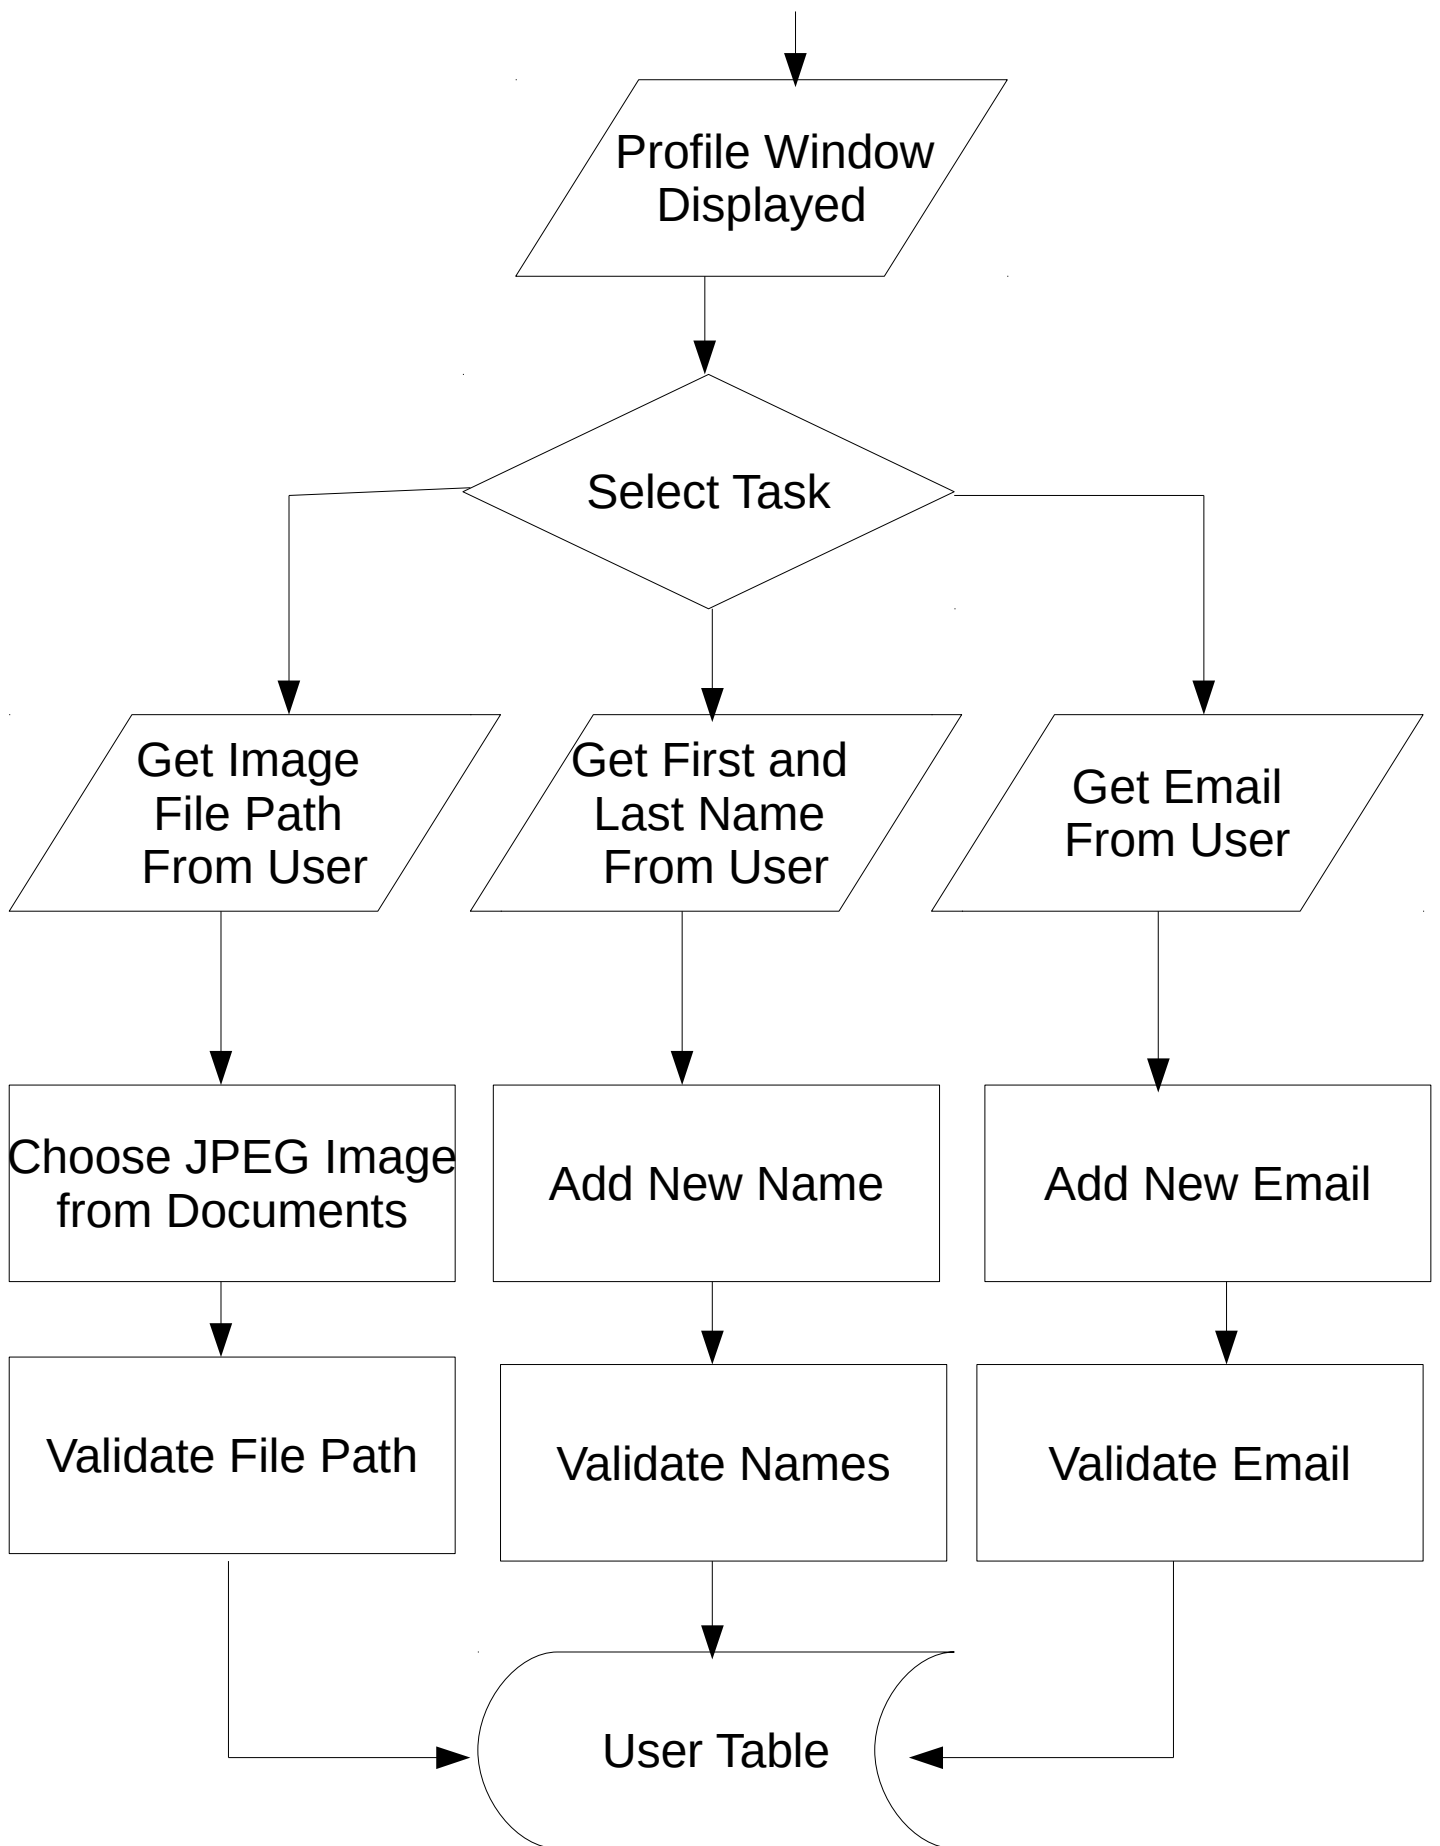 Profile Window
Displayed
Select Task
Get Image
File Path
From User
Get First and
Last Name
From User
Get Email
From User
Choose JPEG Image
from Documents
Add New Name
Add New Email
Validate File Path
Validate Names
Validate Email
User Table